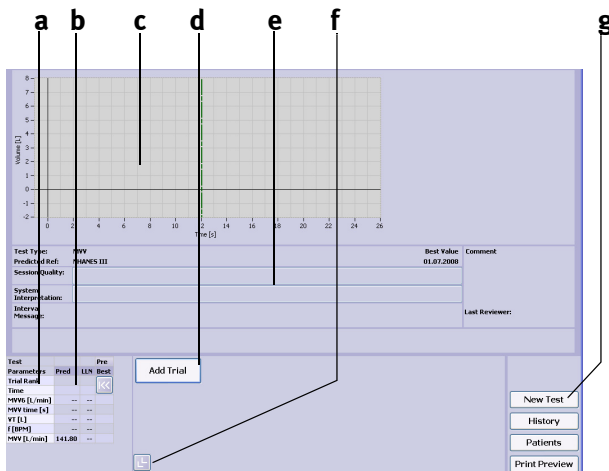 a b c d e f g
8
7
6
5
4
3
2
1
0
-1
-2
Volume [L]
0 2 4 6 8 10 12 14 16 18 20 22 24 26
Time [s]
Test Type: MVV Best Value Comment
Predicted Ref: NHANES III 01.07.2008
Session Quality:
System
Interpretation:
Interval
Message: Last Reviewer:
Test Pre
Parameters Pred LLN Best
Trial Rank
Time
MVV6 [L/min] -- --
MVV time [s] -- --
VT [L] -- --
f [BPM] -- --
MVV [L/min] 141.80 --
Add Trial
New Test
History
Patients
Print Preview